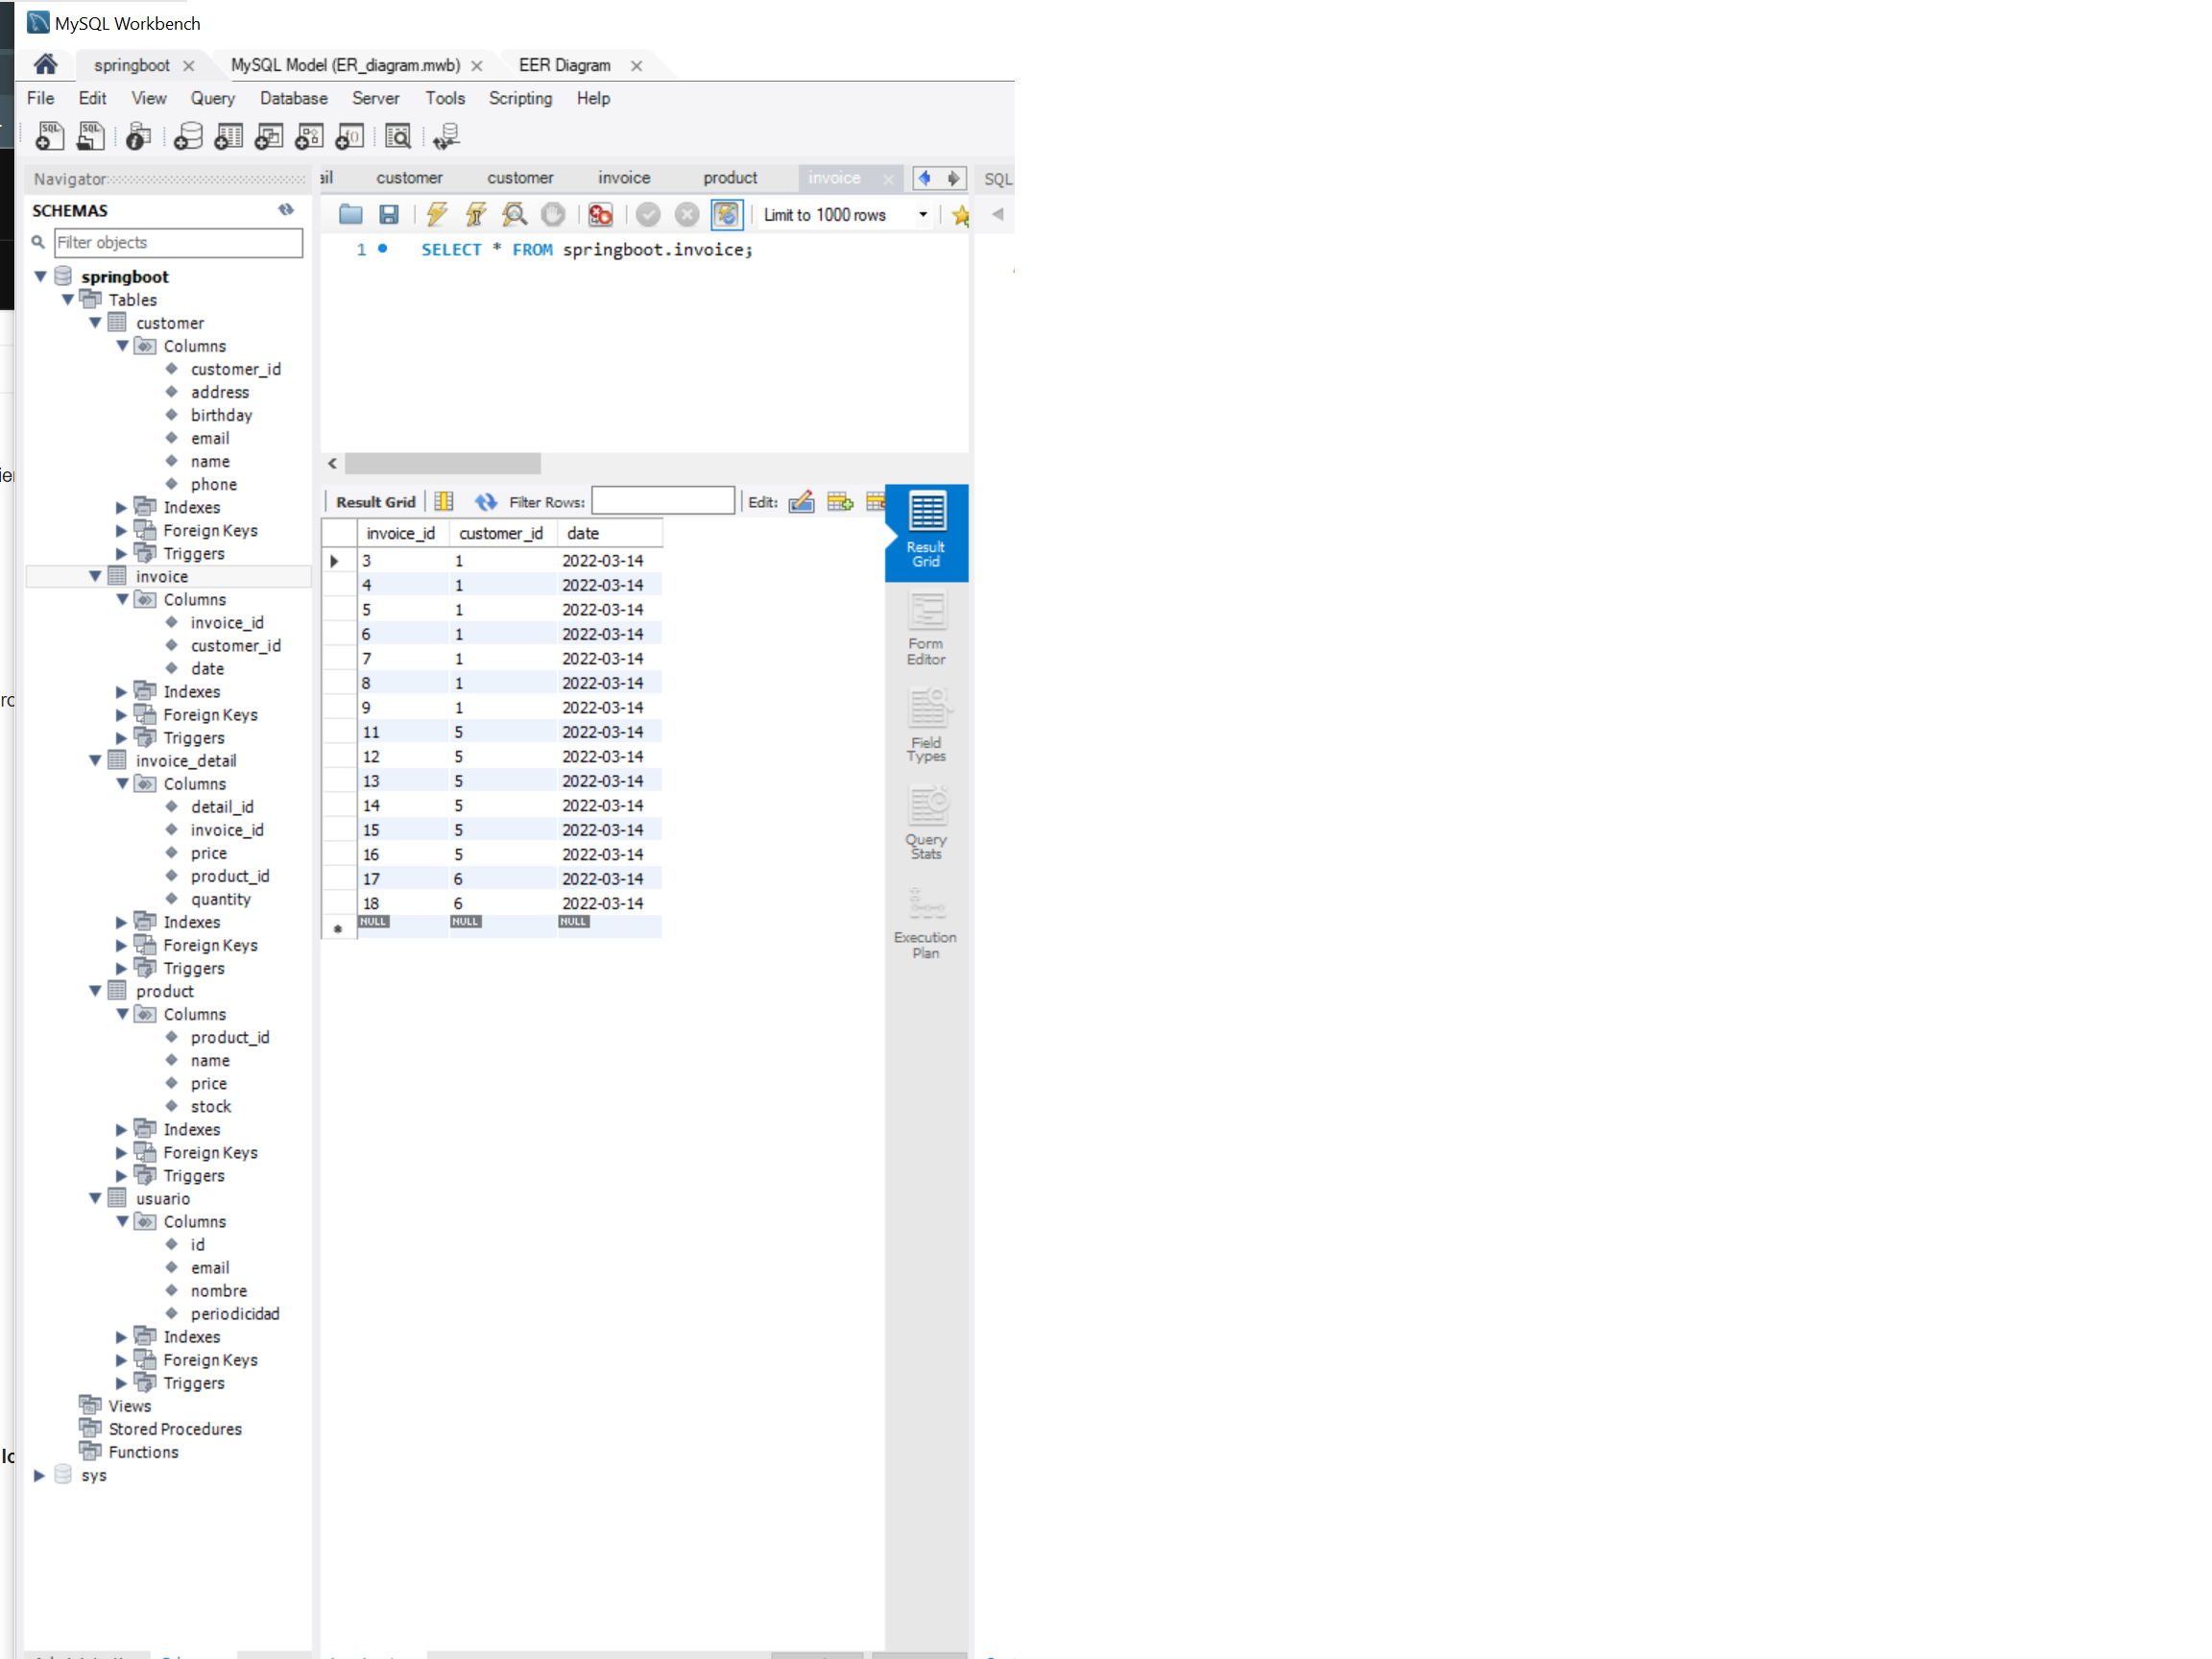 MySQL Workbench
springboot
MySQL Model (ER_diagram.mwb)
EER Diagram
File Edit View Query Database Server Tools Scripting Help
Navigator
SCHEMAS
Filter objects
springboot
Tables
customer
Columns
customer_id
address
birthday
email
name
phone
Indexes
Foreign Keys
Triggers
invoice
Columns
invoice_id
customer_id
date
Indexes
Foreign Keys
Triggers
invoice_detail
Columns
detail_id
invoice_id
price
product_id
quantity
Indexes
Foreign Keys
Triggers
product
Columns
product_id
name
price
stock
Indexes
Foreign Keys
Triggers
usuario
Columns
id
email
nombre
periodicidad
Indexes
Foreign Keys
Triggers
Views
Stored Procedures
Functions
sys
ail customer customer invoice product invoice SQL
Limit to 1000 rows
1 SELECT * FROM springboot.invoice;
Result Grid Filter Rows: Edit:
invoice_id customer_id date
3 1 2022-03-14
4 1 2022-03-14
5 1 2022-03-14
6 1 2022-03-14
7 1 2022-03-14
8 1 2022-03-14
9 1 2022-03-14
11 5 2022-03-14
12 5 2022-03-14
13 5 2022-03-14
14 5 2022-03-14
15 5 2022-03-14
16 5 2022-03-14
17 6 2022-03-14
18 6 2022-03-14
NULL NULL NULL
Result
Grid
Form
Editor
Field
Types
Query
Stats
Execution
Plan